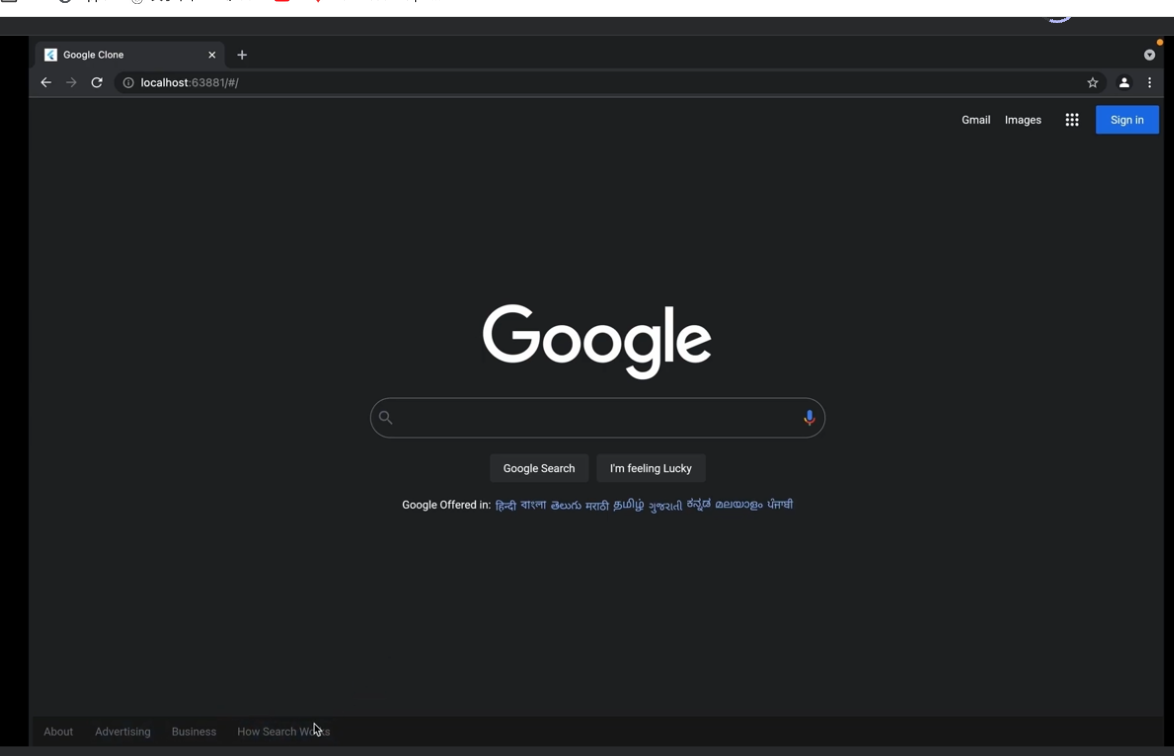 Google Clone
localhost:63881/#/
Gmail Images Sign in
Google
Google Search I'm feeling Lucky
Google Offered in: हिन्दी বাংলা తెలుగు मराठी தமிழ் ગુજરાતી ಕನ್ನಡ മലയാളം ਪੰਜਾਬੀ
About Advertising Business How Search Works